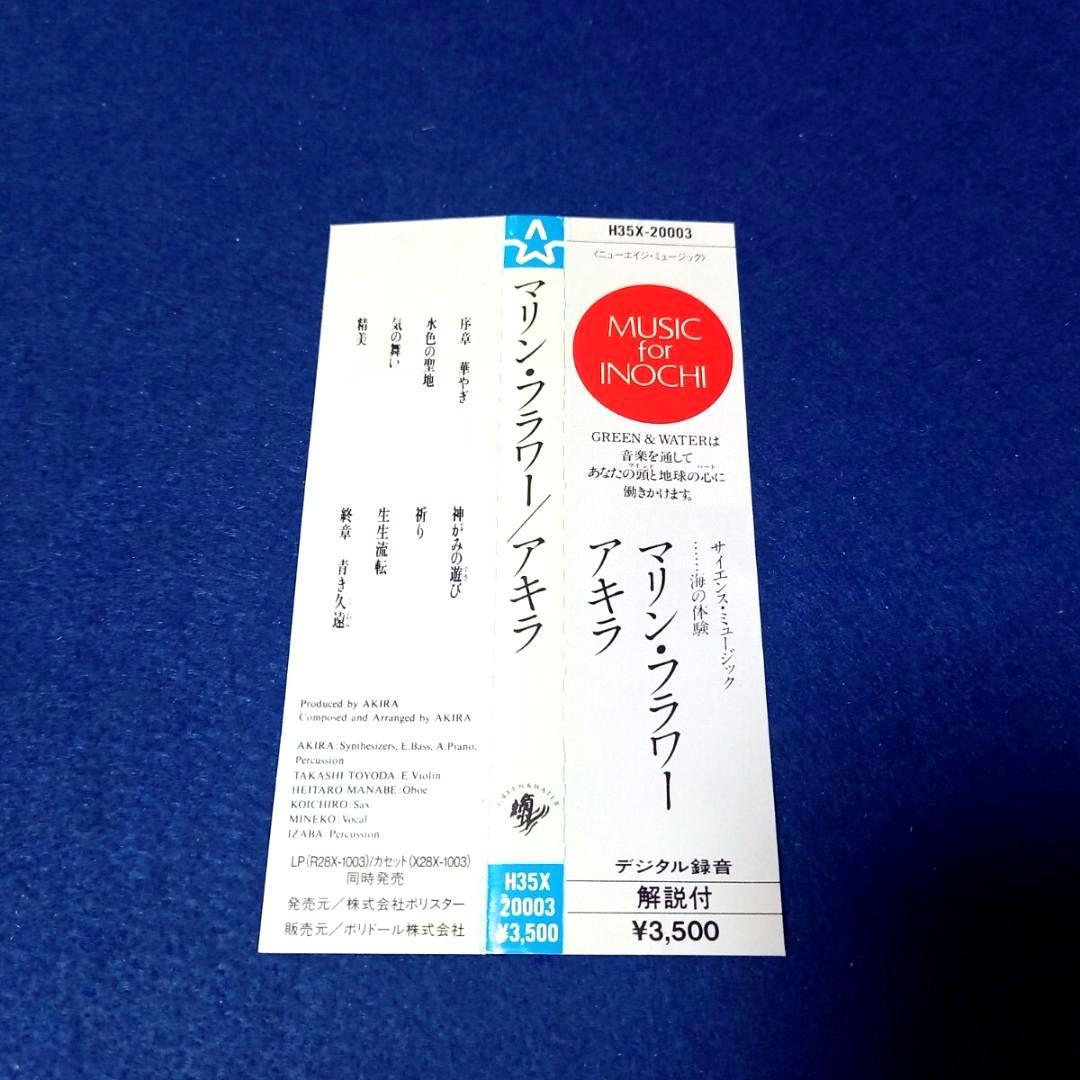 H35X-20003
〈ニューエイジ・ミュージック〉
MUSIC
for
INOCHI
GREEN & WATERは
音楽を通して
あなたの頭と地球の心に
マインド
ハート
働きかけます。
サイエンス・ミュージック
……海の体験
マリン・フラワー
アキラ
デジタル録音
解説付
¥3,500
マリン・フラワー/アキラ
GREEN & WATER
H35X
20003
¥3,500
序章 華やぎ
水色の聖地
気の舞い
精美
神がみの遊び
祈り
生生流転
終章 青き久遠
Produced by AKIRA
Composed and Arranged by AKIRA
AKIRA: Synthesizers, E.Bass, A.Piano,
Percussion
TAKASHI TOYODA: E.Violin
HEITARO MANABE: Oboe
KOICHIRO: Sax.
MINEKO: Vocal
IZABA: Percussion
LP(R28X-1003)/カセット(X28X-1003)
同時発売
発売元/株式会社ポリスター
販売元/ポリドール株式会社